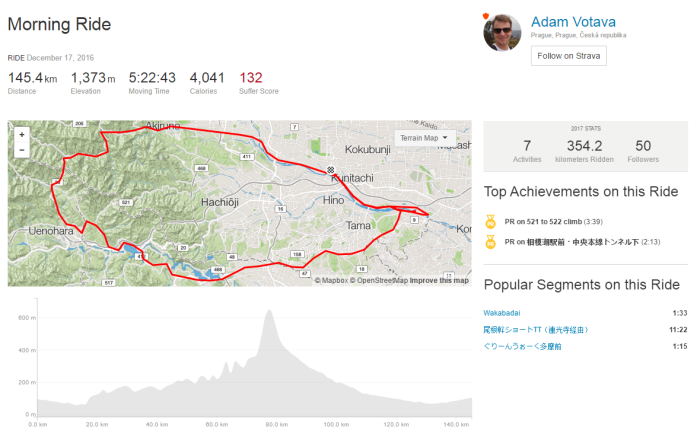 Morning Ride
RIDE December 17, 2016
145.4 km 1,373 m 5:22:43 4,041 132
Distance Elevation Moving Time Calories Suffer Score
Adam Votava
Prague, Prague, Česká republika
Follow on Strava
2017 STATS
7 354.2 50
Activities kilometers Ridden Followers
Top Achievements on this Ride
PR on 521 to 522 climb (3:39)
PR on 相模湖駅前・中央本線トンネル下 (2:13)
Popular Segments on this Ride
Wakabadai 1:33
尾根幹ショートTT（連光寺経由） 11:22
ぐりーんうぉーく多摩前 1:15
+
−
Terrain Map
206
Akiruno
7
Kaido
Kokubunji
411
Kunitachi
468
521
Hachiōji
Hino
Tama
9
Uenohara
20
158
18
468
517
47
© Mapbox © OpenStreetMap Improve this map
600 m
400 m
200 m
0 m
0.0 km 20.0 km 40.0 km 60.0 km 80.0 km 100.0 km 120.0 km 140.0 km